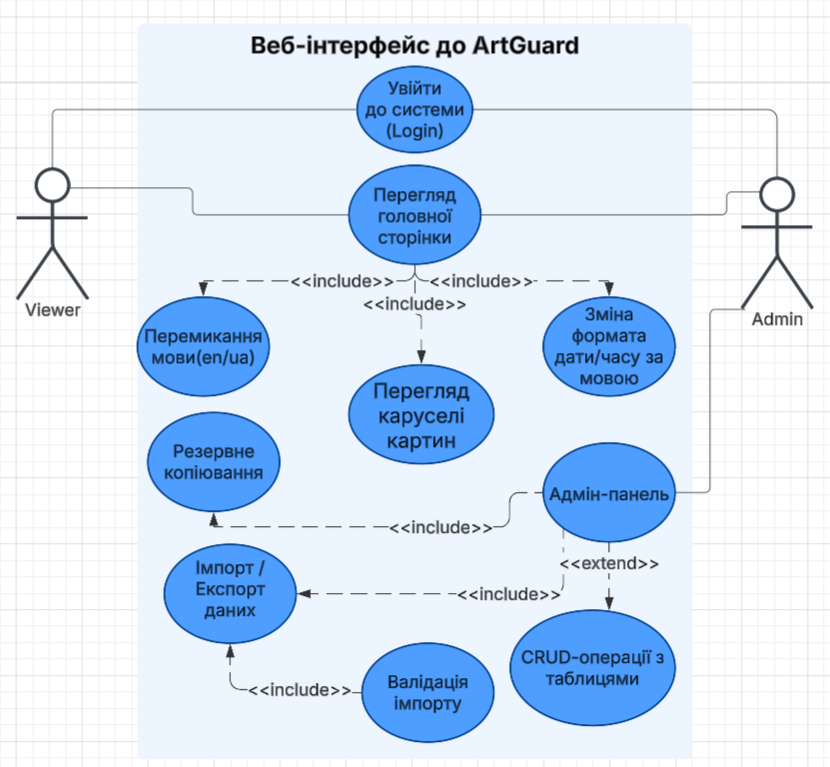 Веб-інтерфейс до ArtGuard
Увійти
до системи
(Login)
Перегляд
головної
сторінки
<<include>>
<<include>>
<<include>>
Viewer
Admin
Перемикання
мови(en/ua)
Зміна
формата
дати/часу за
мовою
Перегляд
каруселі
картин
Резервне
копіювання
Адмін-панель
<<include>>
<<extend>>
Імпорт /
Експорт
даних
<<include>>
CRUD-операції з
таблицями
<<include>>
Валідація
імпорту